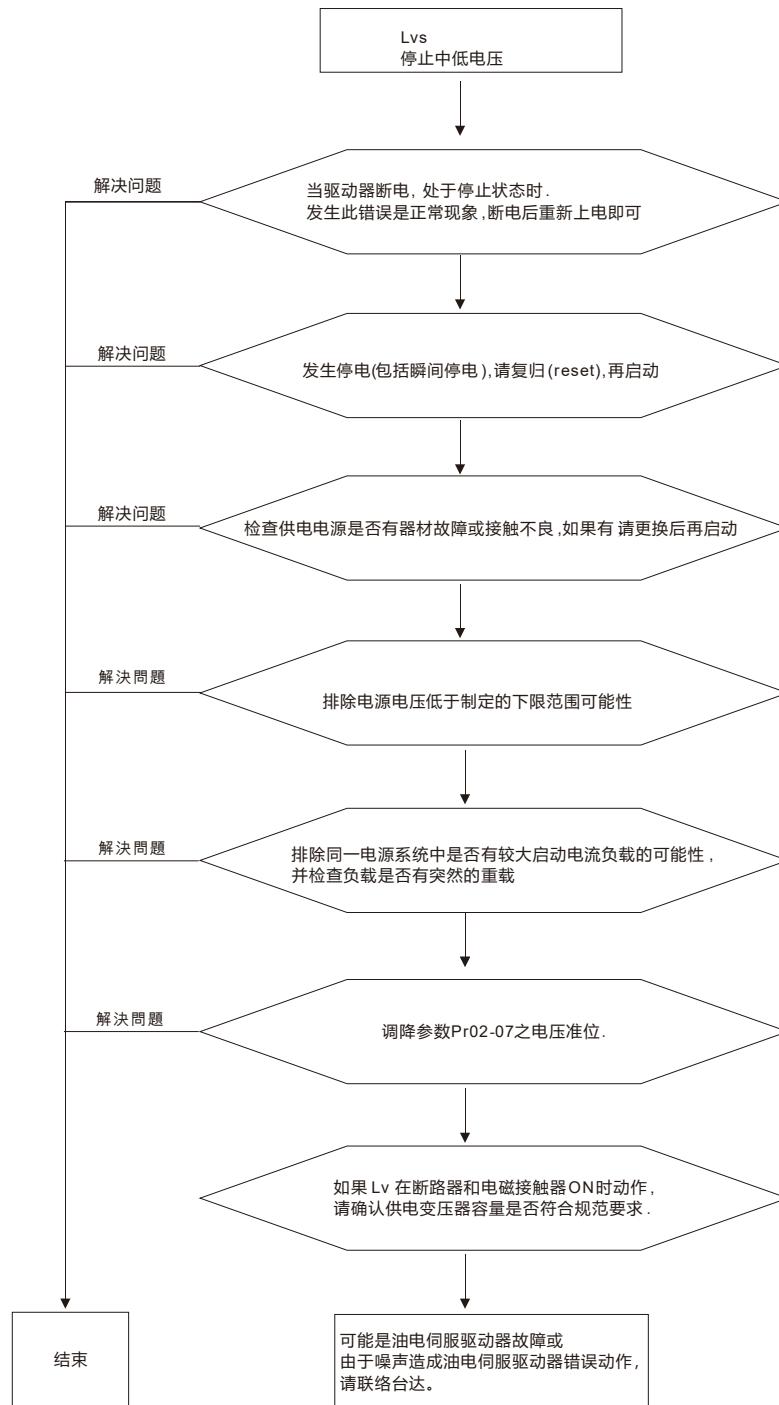 Lvs
停止中低电压
解决问题
当驱动器断电, 处于停止状态时.
发生此错误是正常现象,断电后重新上电即可
解决问题
发生停电(包括瞬间停电),请复归(reset),再启动
解决问题
检查供电电源是否有器材故障或接触不良,如果有 请更换后再启动
解決問題
排除电源电压低于制定的下限范围可能性
解決問題
排除同一电源系统中是否有较大启动电流负载的可能性,
并检查负载是否有突然的重载
解決問題
调降参数Pr02-07之电压准位.
如果 Lv 在断路器和电磁接触器ON时动作,
请确认供电变压器容量是否符合规范要求.
结束
可能是油电伺服驱动器故障或
由于噪声造成油电伺服驱动器错误动作,
请联络台达。